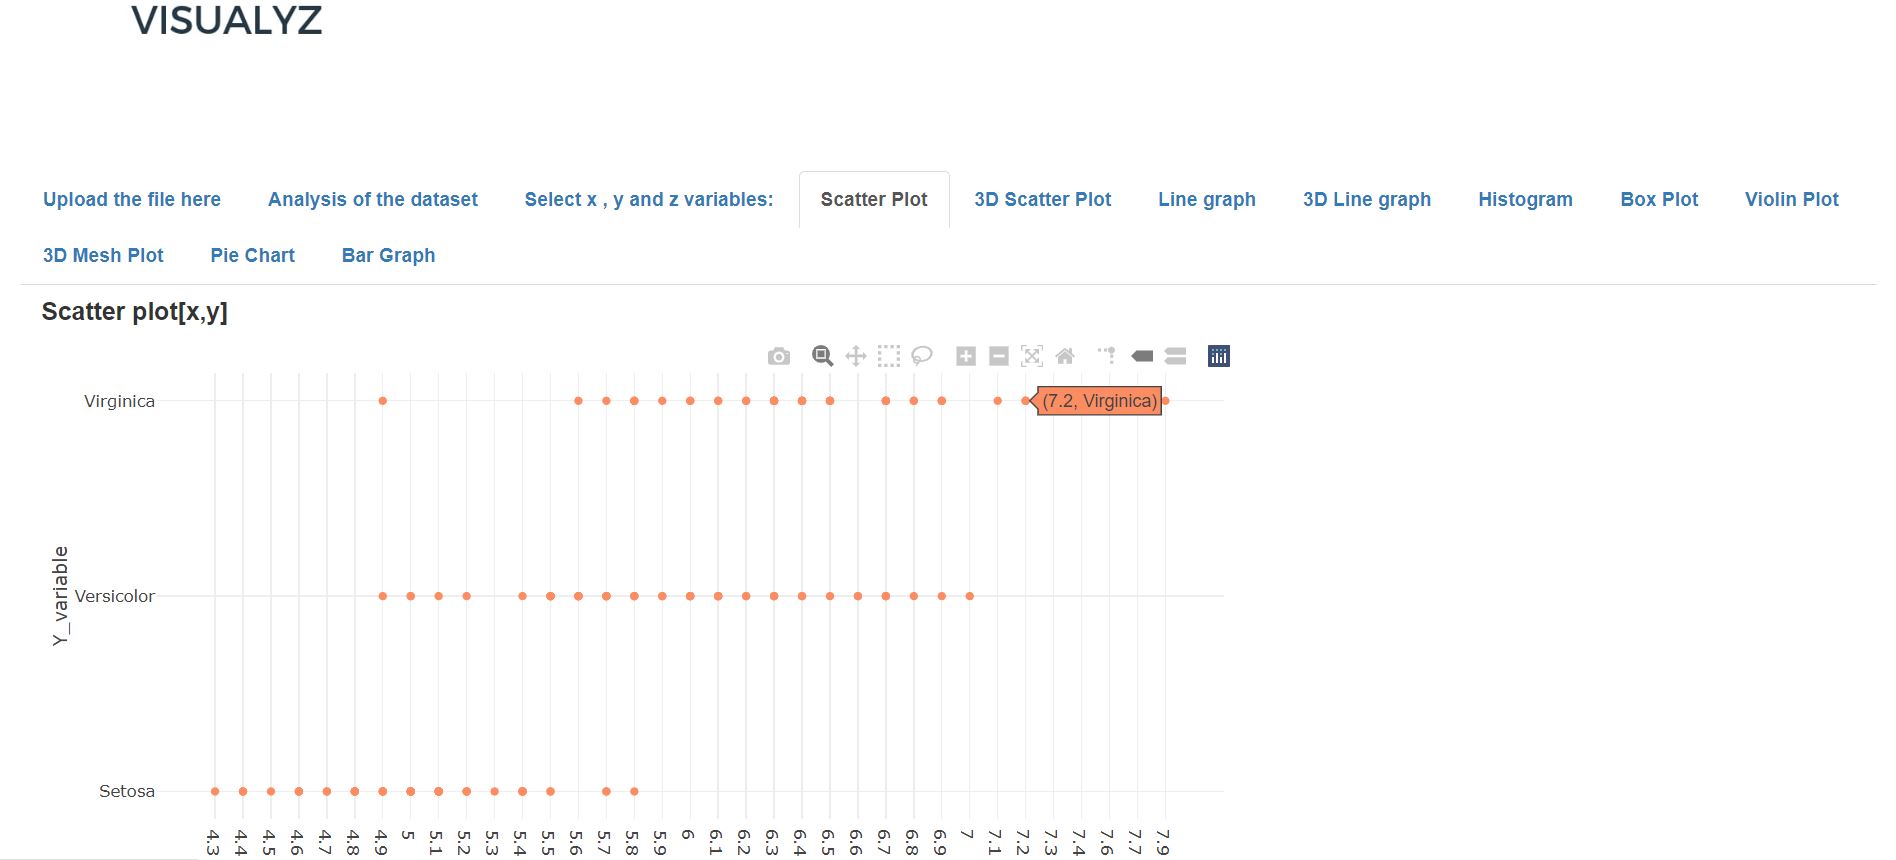 VISUALYZ
Upload the file here Analysis of the dataset Select x , y and z variables: Scatter Plot 3D Scatter Plot Line graph 3D Line graph Histogram Box Plot Violin Plot
3D Mesh Plot Pie Chart Bar Graph
Scatter plot[x,y]
Virginica
(7.2, Virginica)
Y_variable
Versicolor
Setosa
4.3 4.4 4.5 4.6 4.7 4.8 4.9 5 5.1 5.2 5.3 5.4 5.5 5.6 5.7 5.8 5.9 6 6.1 6.2 6.3 6.4 6.5 6.6 6.7 6.8 6.9 7 7.1 7.2 7.3 7.4 7.6 7.7 7.9